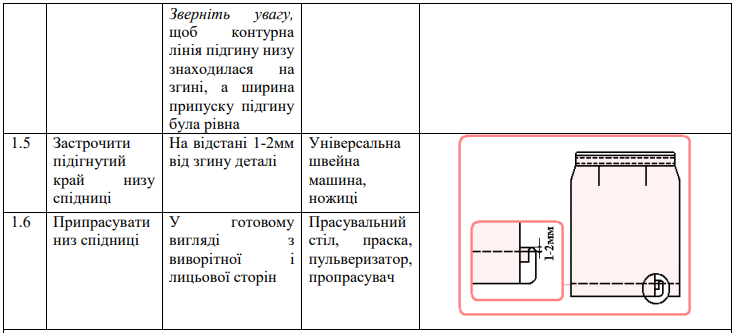 Зверніть увагу,
щоб контурна
лінія підгину низу
знаходилася на
згині, а ширина
припуску підгину
була рівна
1.5
Застрочити
підігнутий
край низу
спідниці
На відстані 1-2мм
від згину деталі
Універсальна
швейна
машина,
ножиці
1.6
Припрасувати
низ спідниці
У готовому
вигляді з
виворітної і
лицьової сторін
Прасувальний
стіл, праска,
пульверизатор,
пропрасувач
1-2мм